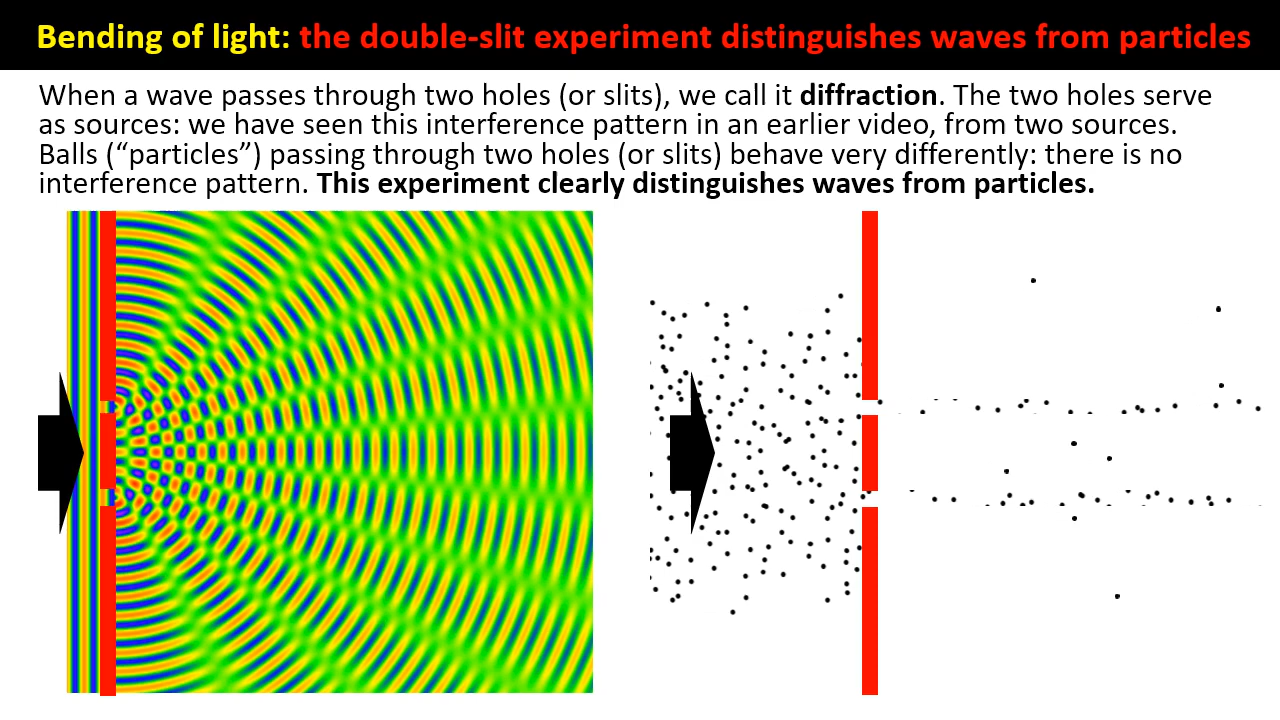 Bending of light: the double-slit experiment distinguishes waves from particles
When a wave passes through two holes (or slits), we call it diffraction. The two holes serve
as sources: we have seen this interference pattern in an earlier video, from two sources.
Balls (“particles”) passing through two holes (or slits) behave very differently: there is no
interference pattern. This experiment clearly distinguishes waves from particles.